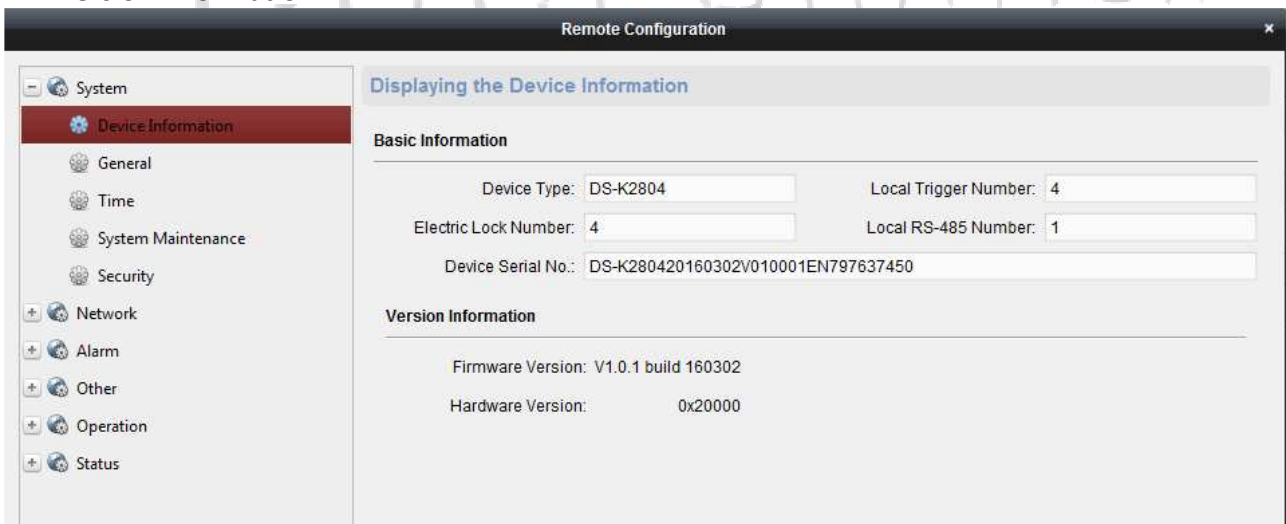 Remote Configuration
System
Device Information
General
Time
System Maintenance
Security
Network
Alarm
Other
Operation
Status
Displaying the Device Information
Basic Information
Device Type: DS-K2804 Local Trigger Number: 4
Electric Lock Number: 4 Local RS-485 Number: 1
Device Serial No.: DS-K280420160302V010001EN797637450
Version Information
Firmware Version: V1.0.1 build 160302
Hardware Version: 0x20000